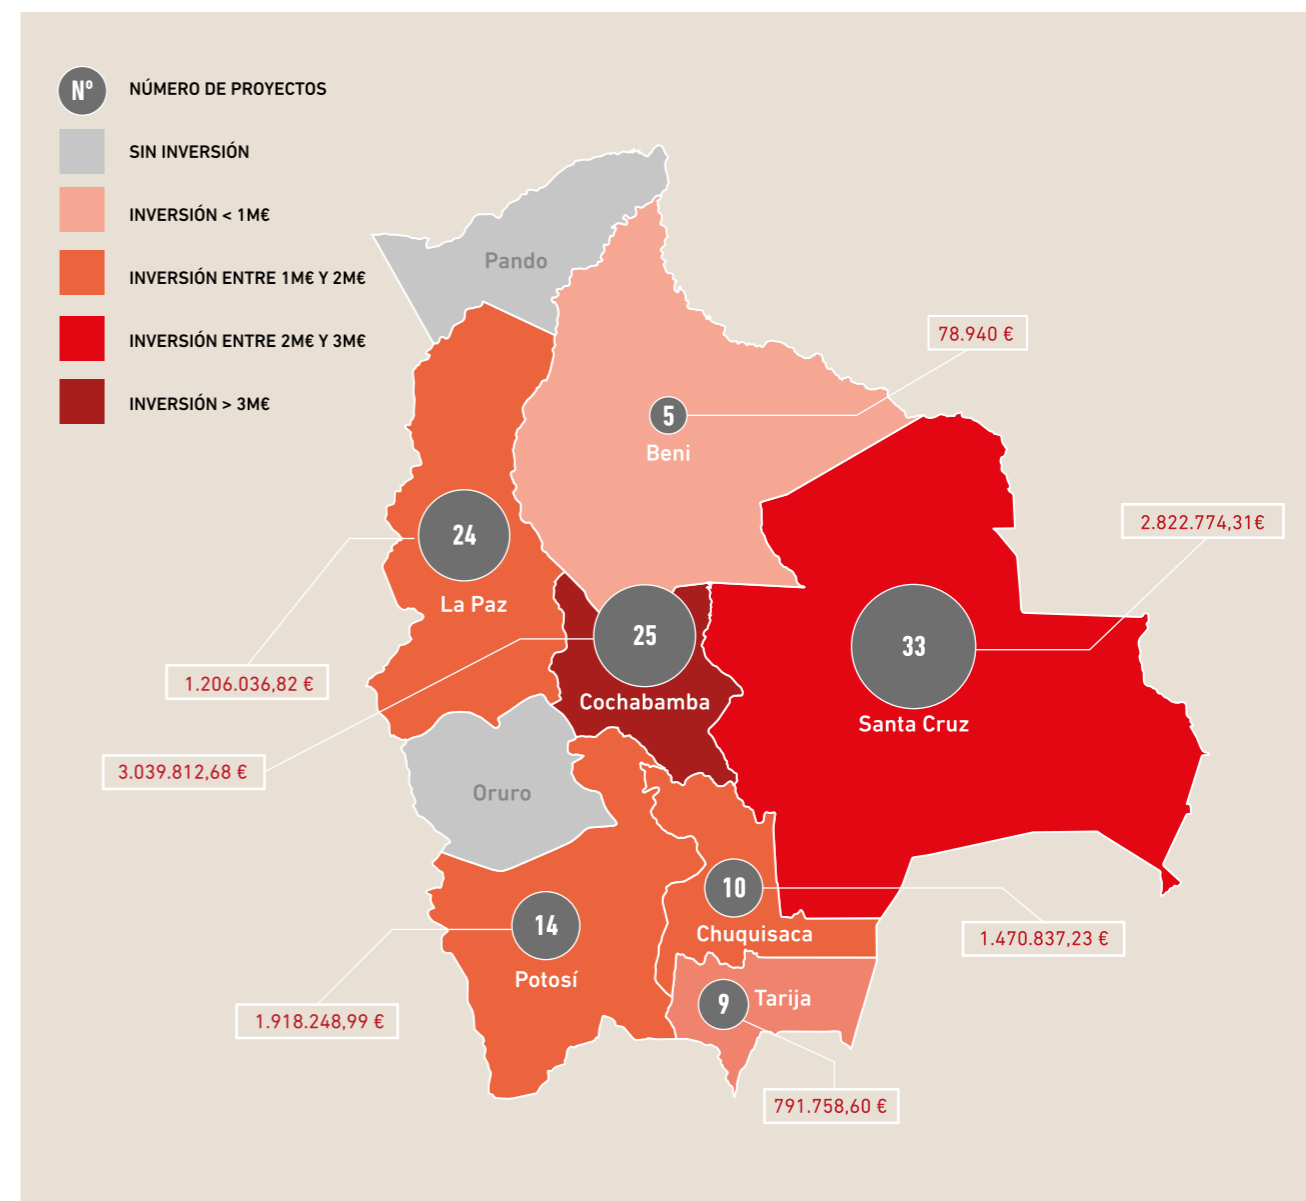 Nº
NÚMERO DE PROYECTOS
SIN INVERSIÓN
INVERSIÓN < 1M€
INVERSIÓN ENTRE 1M€ Y 2M€
INVERSIÓN ENTRE 2M€ Y 3M€
INVERSIÓN > 3M€
Pando
78.940 €
5
Beni
2.822.774,31€
24
La Paz
25
Cochabamba
33
Santa Cruz
1.206.036,82 €
3.039.812,68 €
Oruro
10
Chuquisaca
14
Potosí
1.470.837,23 €
9
Tarija
1.918.248,99 €
791.758,60 €